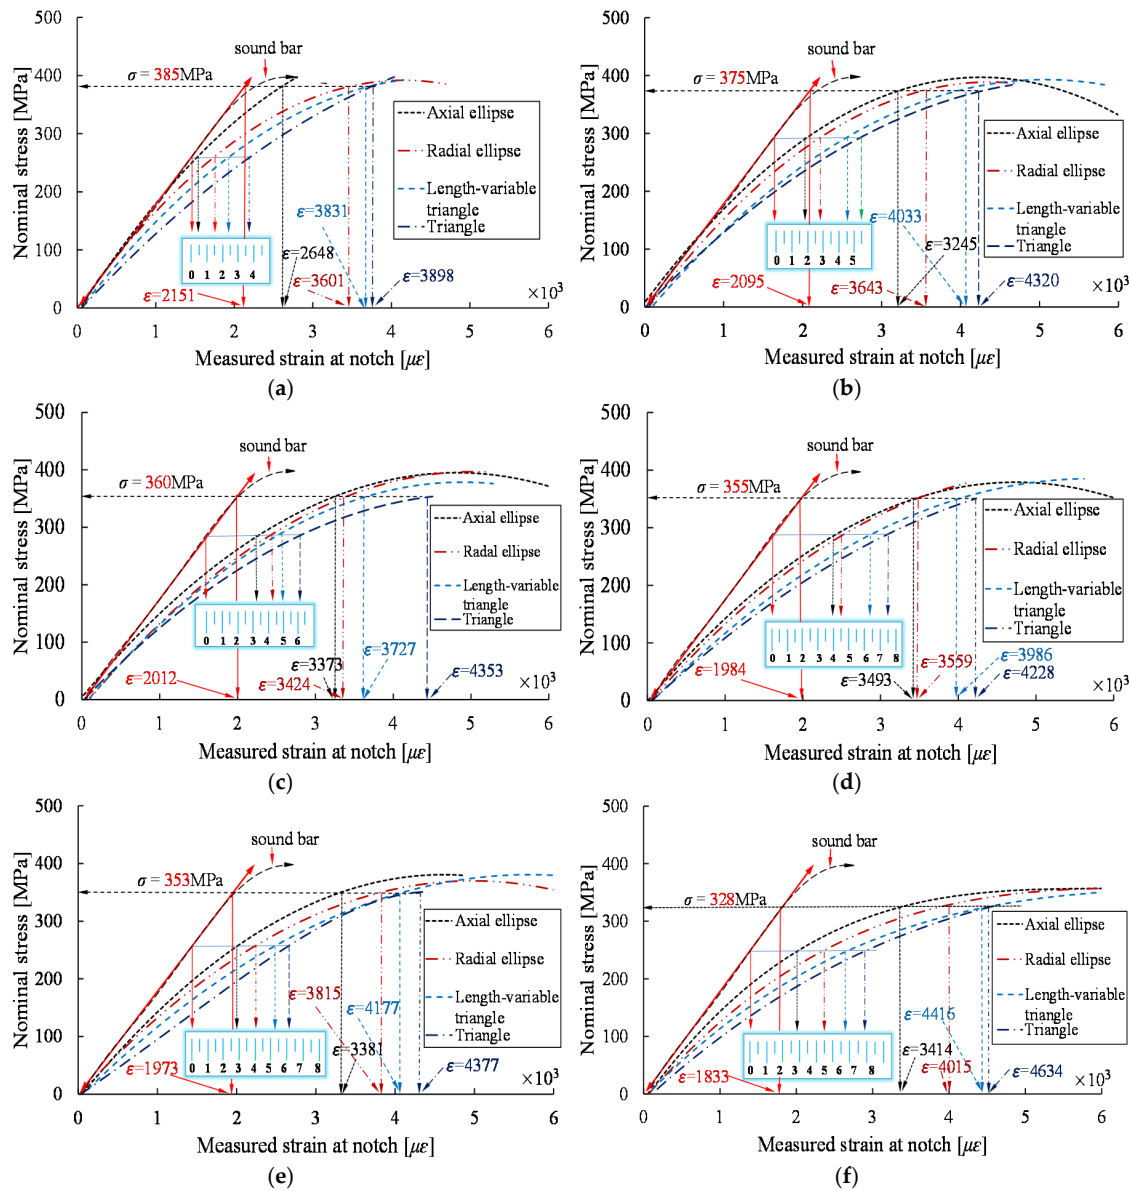 500
400
300
200
100
0
Nominal stress [MPa]
sound bar
σ = 385MPa
Axial ellipse
Radial ellipse
Length-variable
triangle
Triangle
ε=3831
ε=2648
ε=3898
ε=3601
ε=2151
0 1 2 3 4
×10³
0 1 2 3 4 5 6
Measured strain at notch [με]
(a)
500
400
300
200
100
0
Nominal stress [MPa]
sound bar
σ = 375MPa
Axial ellipse
Radial ellipse
Length-variable
triangle
Triangle
ε=4033
ε=3245
ε=2095
ε=3643
ε=4320
0 1 2 3 4 5
×10³
0 1 2 3 4 5 6
Measured strain at notch [με]
(b)
500
400
300
200
100
0
Nominal stress [MPa]
sound bar
σ = 360MPa
Axial ellipse
Radal ellipse
Length-variable
triangle
Triangle
0 1 2 3 4 5 6
ε=3373
ε=3727
ε=4353
ε=2012
ε=3424
×10³
0 1 2 3 4 5 6
Measured strain at notch [με]
(c)
500
400
300
200
100
0
Nominal stress [MPa]
sound bar
σ = 355MPa
Axial ellipse
Radial ellipse
Length-variable
triangle
Triangle
0 1 2 3 4 5 6 7 8
ε=3986
ε=3559
ε=4228
ε=1984
ε=3493
×10³
0 1 2 3 4 5 6
Measured strain at notch [με]
(d)
500
400
300
200
100
0
Nominal stress [MPa]
sound bar
σ = 353MPa
Axial ellipse
Radial ellipse
Length-variable
triangle
Triangle
ε=3815
ε=4177
ε=3381
ε=4377
ε=1973
0 1 2 3 4 5 6 7 8
×10³
0 1 2 3 4 5 6
Measured strain at notch [με]
(e)
500
400
300
200
100
0
Nominal stress [MPa]
sound bar
σ = 328MPa
Axial ellipse
Radial ellipse
Length-variable
triangle
Triangle
ε=4416
ε=3414
ε=4015
ε=4634
ε=1833
0 1 2 3 4 5 6 7 8
×10³
0 1 2 3 4 5 6
Measured strain at notch [με]
(f)